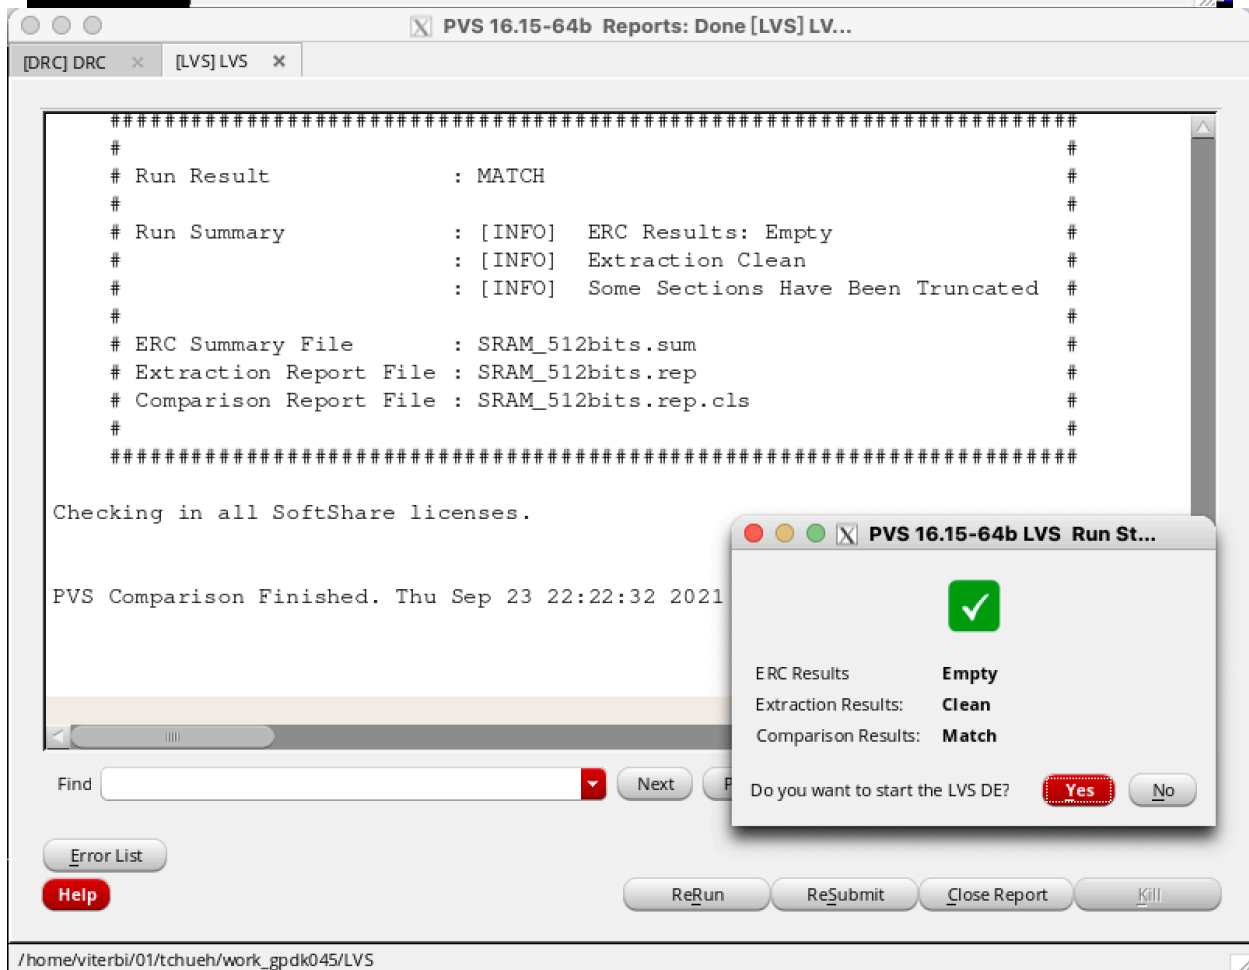 PVS 16.15-64b Reports: Done [LVS] LV...
[DRC] DRC
[LVS] LVS
########################################################################
# #
# Run Result : MATCH #
# #
# Run Summary : [INFO] ERC Results: Empty #
# : [INFO] Extraction Clean #
# : [INFO] Some Sections Have Been Truncated #
# #
# ERC Summary File : SRAM_512bits.sum #
# Extraction Report File : SRAM_512bits.rep #
# Comparison Report File : SRAM_512bits.rep.cls #
# #
########################################################################
Checking in all SoftShare licenses.
PVS Comparison Finished. Thu Sep 23 22:22:32 2021
PVS 16.15-64b LVS Run St...
ERC Results Empty
Extraction Results: Clean
Comparison Results: Match
Do you want to start the LVS DE? Yes No
Find Next P
Error List
Help ReRun ReSubmit Close Report Kill
/home/viterbi/01/tchueh/work_gpdk045/LVS